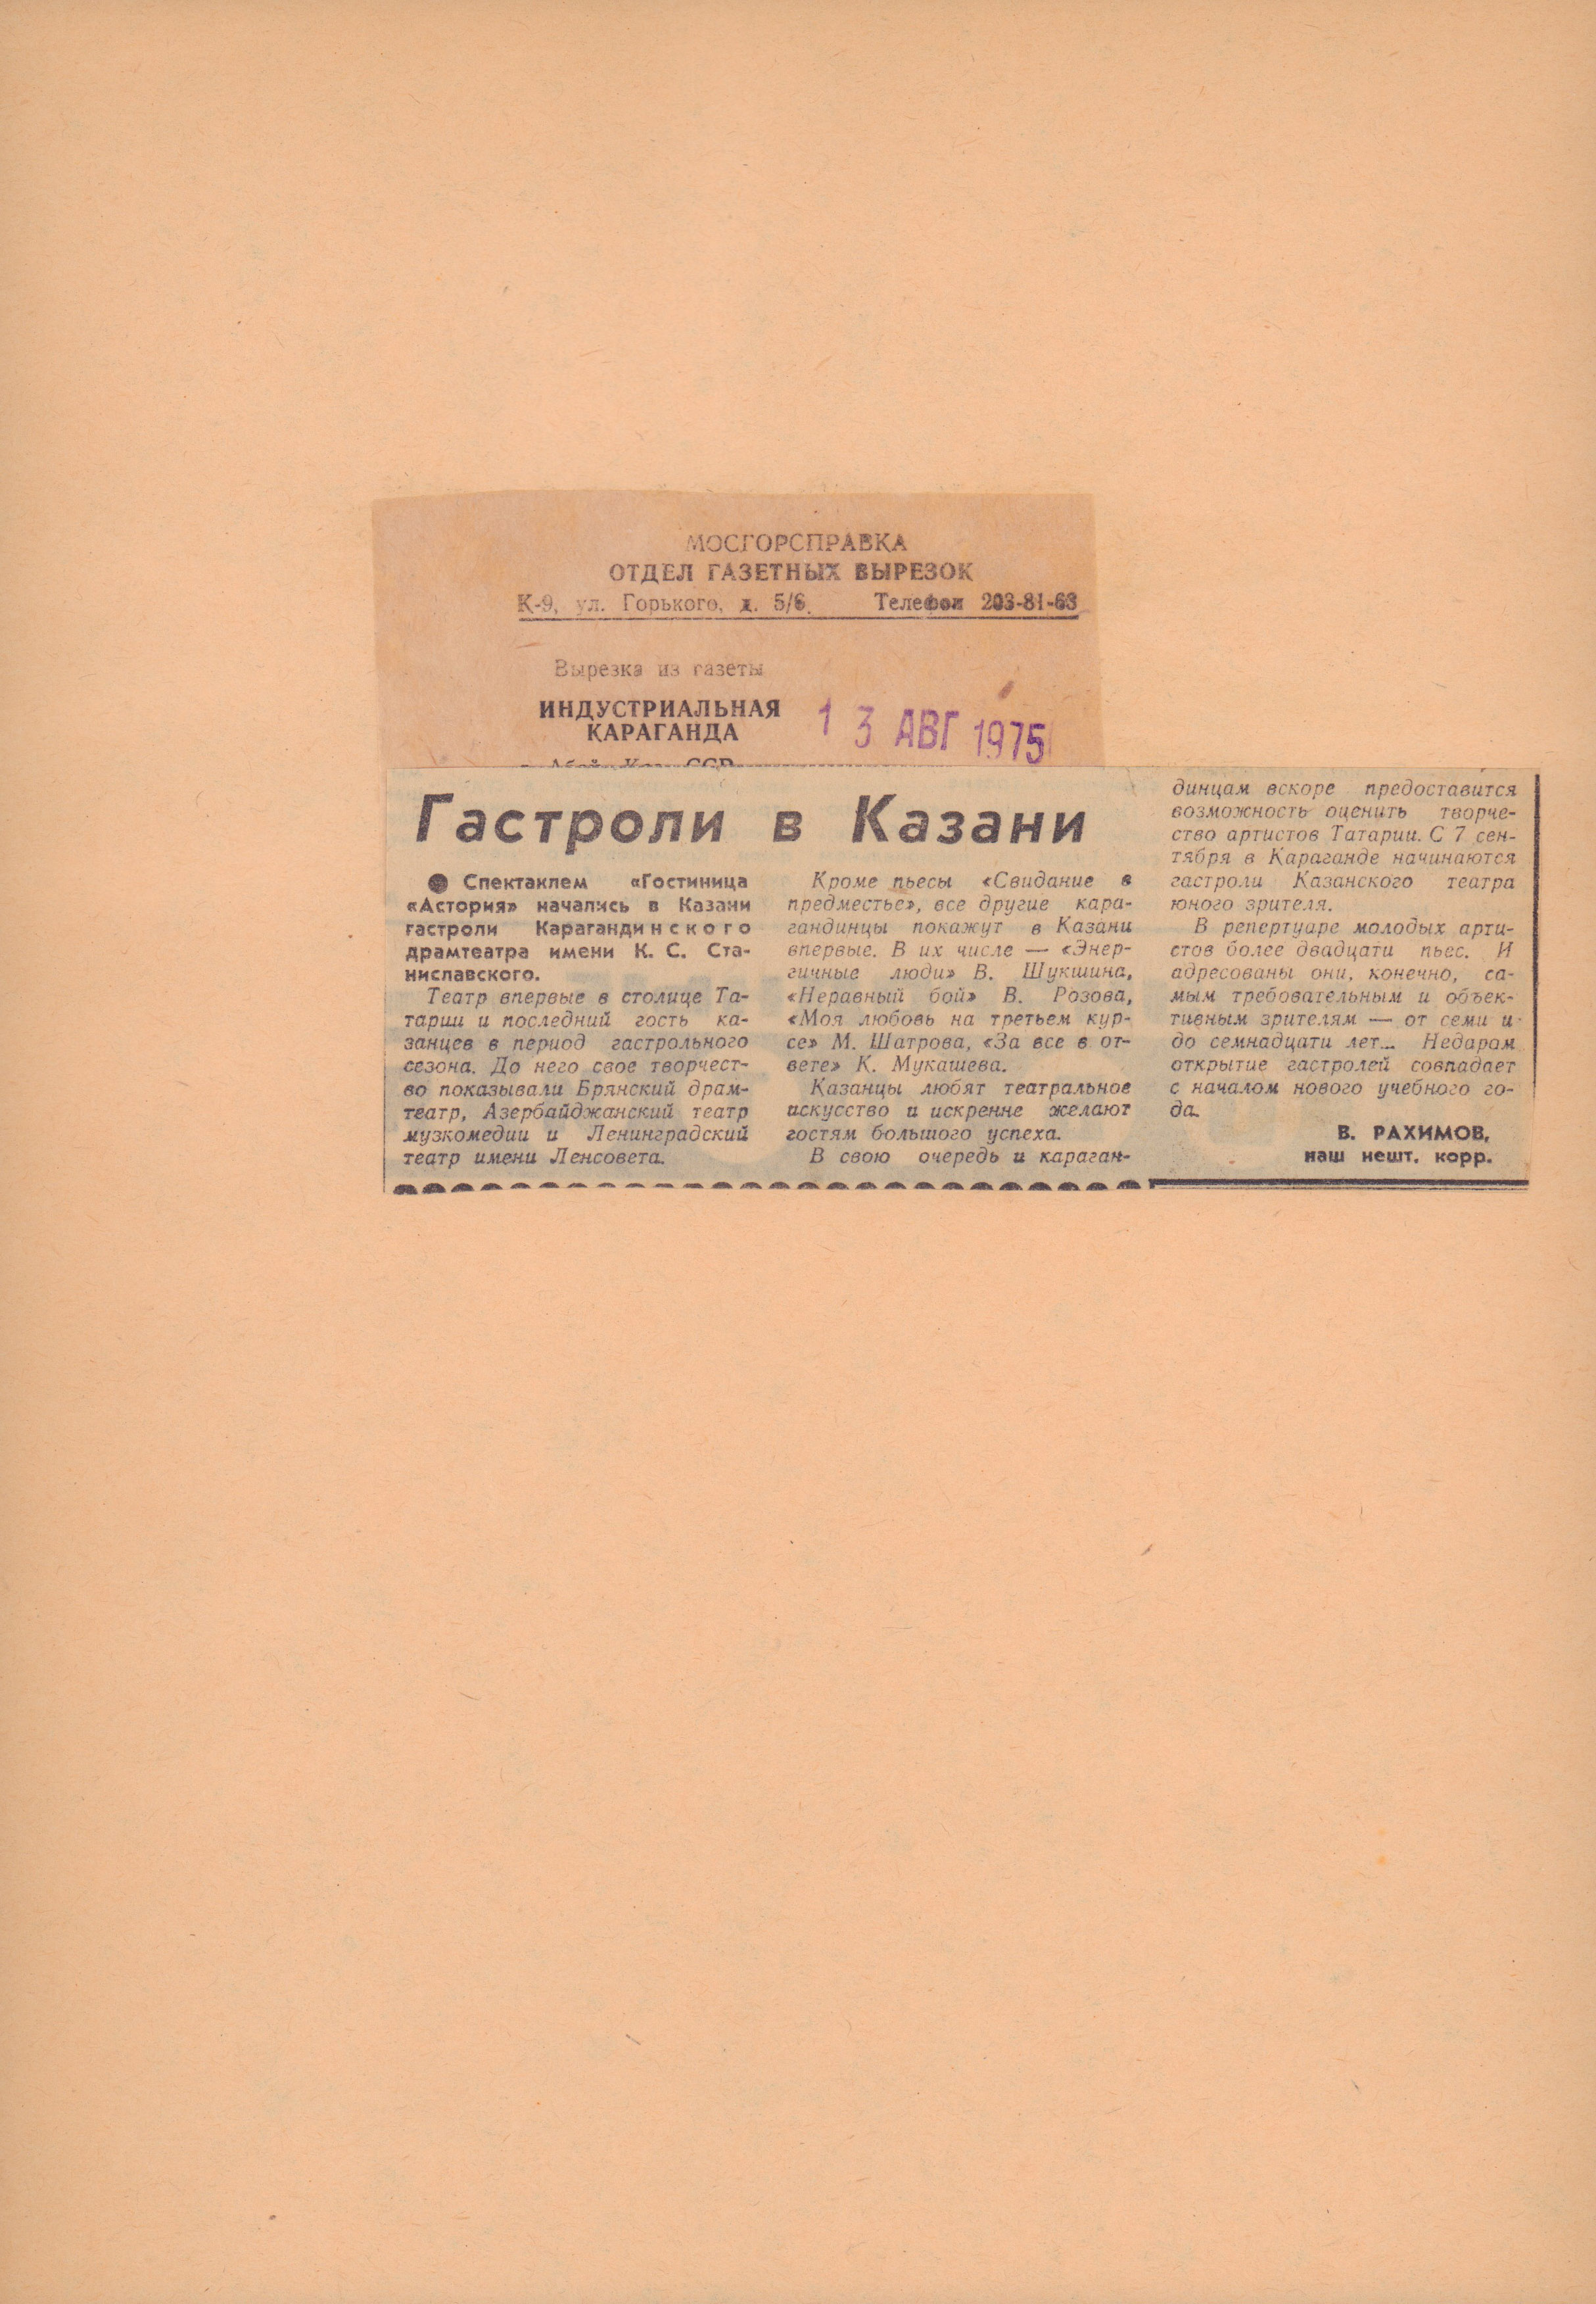 МОСГОРСПРАВКА
ОТДЕЛ ГАЗЕТНЫХ ВЫРЕЗОК
К-9, ул. Горького, д. 5/6. Телефон 203-81-63
Вырезка из газеты
ИНДУСТРИАЛЬНАЯ
КАРАГАНДА
13 АВГ 1975
Гастроли в Казани
● Спектаклем «Гостиница
«Астория» начались в Казани
гастроли Карагандинского
драмтеатра имени К. С. Ста-
ниславского.
Театр впервые в столице Та-
тарии и последний гость ка-
занцев в период гастрольного
сезона. До него свое творчест-
во показывали Брянский драм-
театр, Азербайджанский театр
музкомедии и Ленинградский
театр имени Ленсовета.
Кроме пьесы «Свидание в
предместье», все другие кара-
гандинцы покажут в Казани
впервые. В их числе — «Энер-
гичные люди» В. Шукшина,
«Неравный бой» В. Розова,
«Моя любовь на третьем кур-
се» М. Шатрова, «За все в от-
вете» К. Мукашева.
Казанцы любят театральное
искусство и искренне желают
гостям большого успеха.
В свою очередь и караган-
динцам вскоре предоставится
возможность оценить творче-
ство артистов Татарии. С 7 сен-
тября в Караганде начинаются
гастроли Казанского театра
юного зрителя.
В репертуаре молодых арти-
стов более двадцати пьес. И
адресованы они, конечно, са-
мым требовательным и объек-
тивным зрителям — от семи и
до семнадцати лет... Недаром
открытие гастролей совпадает
с началом нового учебного го-
да.
В. РАХИМОВ,
наш нешт. корр.